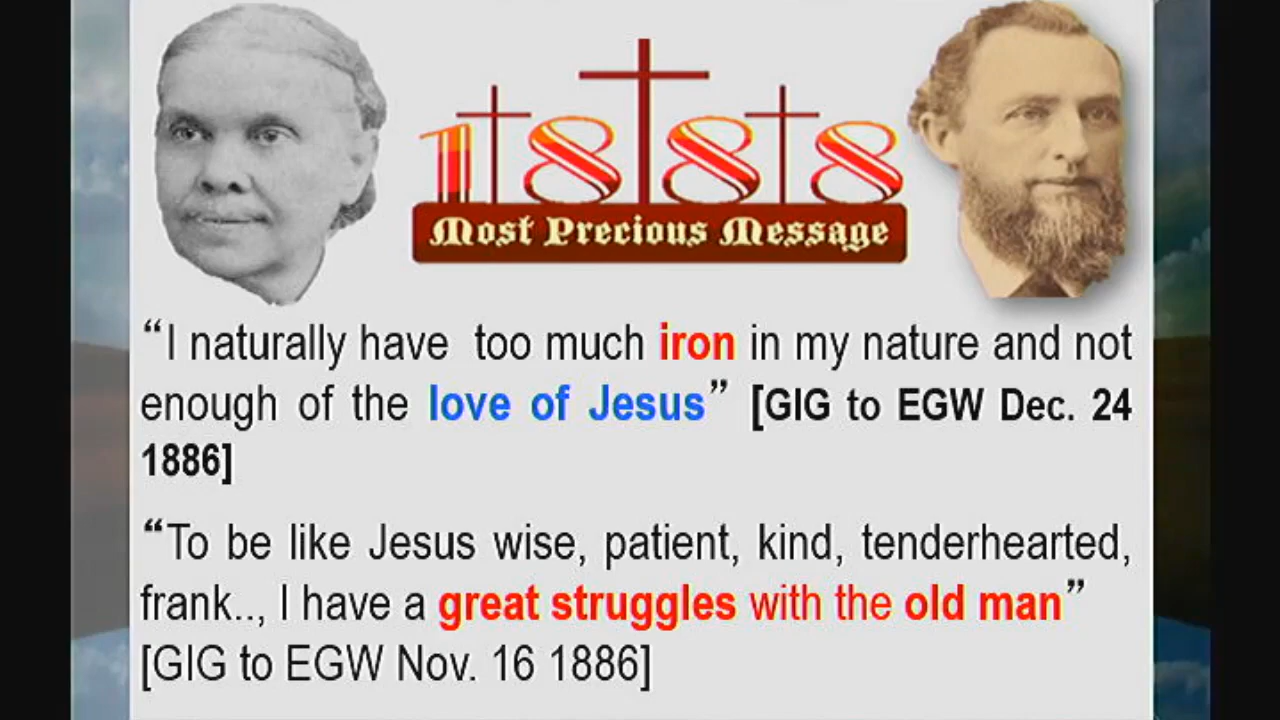 1888
Most Precious Message
“I naturally have  too much iron in my nature and not
enough of the love of Jesus” [GIG to EGW Dec. 24
1886]
“To be like Jesus wise, patient, kind, tenderhearted,
frank.., I have a great struggles with the old man”
[GIG to EGW Nov. 16 1886]